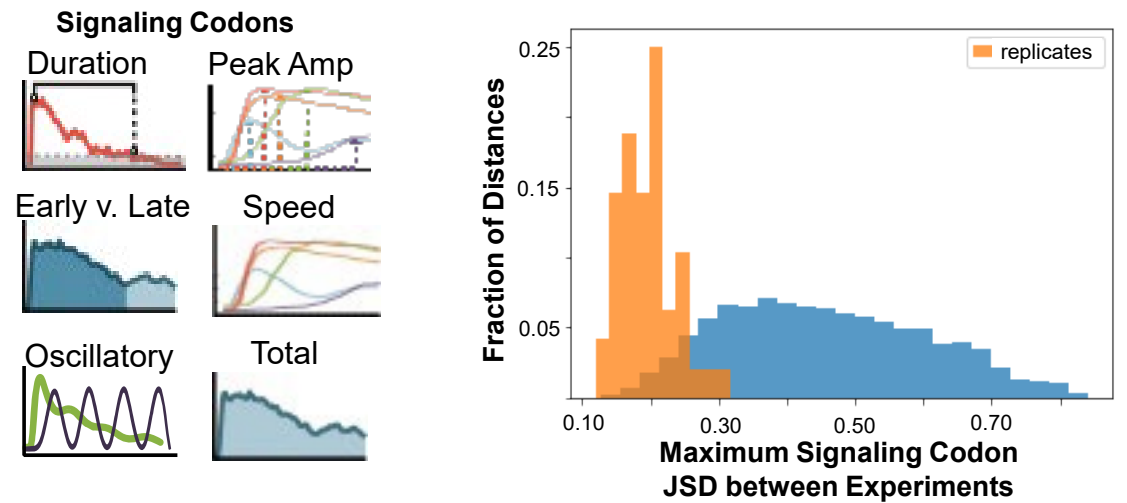 Signaling Codons
Duration
Peak Amp
Early v. Late
Speed
Oscillatory
Total
replicates
Fraction of Distances
0.25
0.15
0.05
0.10
0.30
0.50
0.70
Maximum Signaling Codon
JSD between Experiments